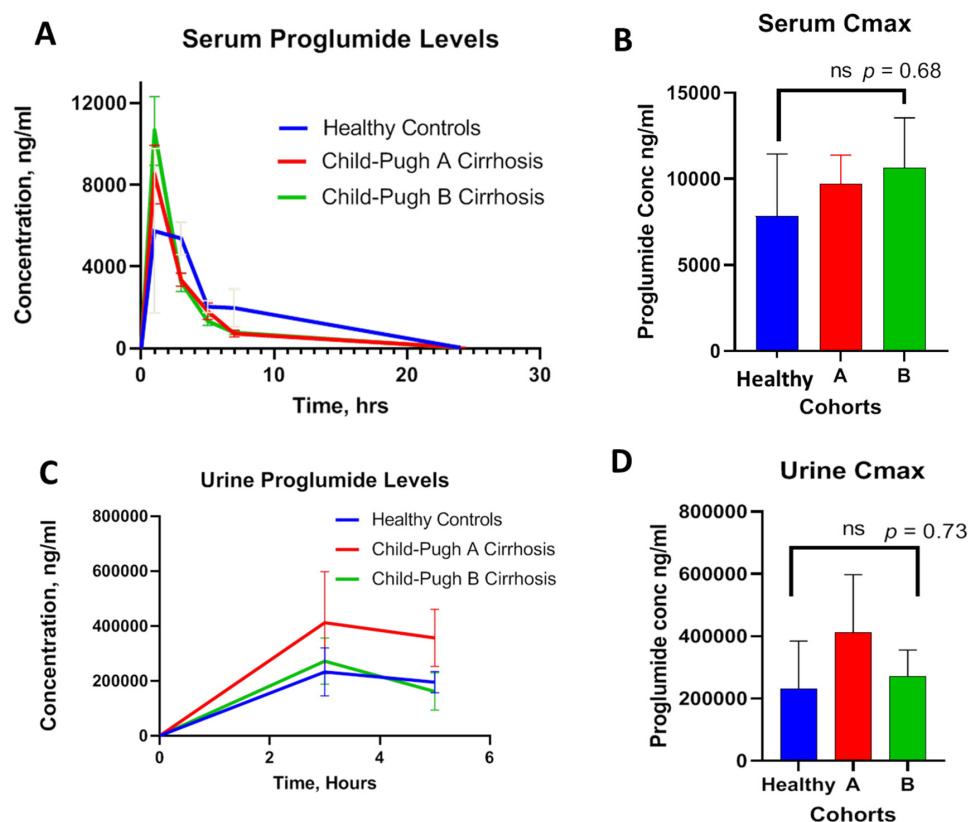 A
Serum Proglumide Levels
Concentration, ng/ml
12000
8000
4000
0
Healthy Controls
Child-Pugh A Cirrhosis
Child-Pugh B Cirrhosis
0
10
20
30
Time, hrs
B
Serum Cmax
ns p = 0.68
Proglumide Conc ng/ml
15000
10000
5000
0
Healthy
A
B
Cohorts
C
Urine Proglumide Levels
Concentration, ng/ml
800000
600000
400000
200000
0
Healthy Controls
Child-Pugh A Cirrhosis
Child-Pugh B Cirrhosis
0
2
4
6
Time, Hours
D
Urine Cmax
ns p = 0.73
Proglumide conc ng/ml
800000
600000
400000
200000
0
Healthy
A
B
Cohorts